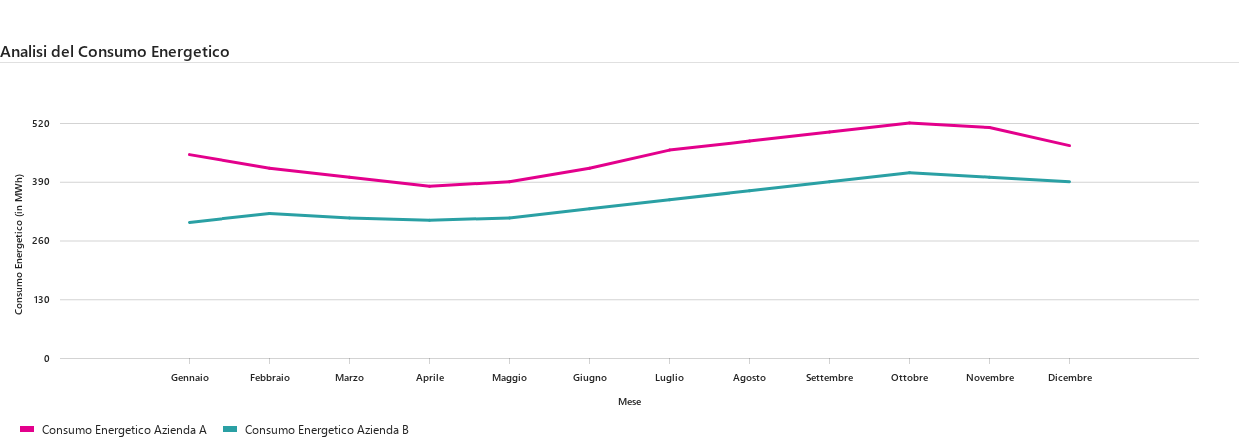 Analisi del Consumo Energetico
Consumo Energetico (in MWh)
520
390
260
130
0
Gennaio Febbraio Marzo Aprile Maggio Giugno Luglio Agosto Settembre Ottobre Novembre Dicembre
Mese
Consumo Energetico Azienda A Consumo Energetico Azienda B